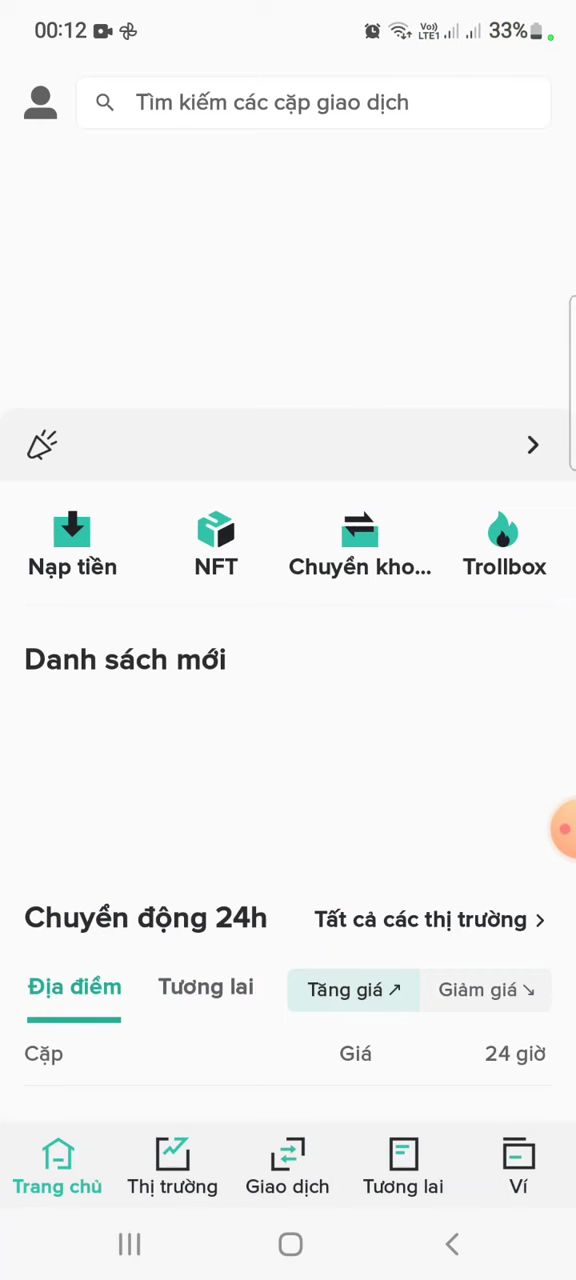 00:12
Vo)) LTE1 33%
Tìm kiếm các cặp giao dịch
Nạp tiền NFT Chuyển kho... Trollbox
Danh sách mới
Chuyển động 24h Tất cả các thị trường >
Địa điểm Tương lai Tăng giá ↗ Giảm giá ↘
Cặp Giá 24 giờ
Trang chủ Thị trường Giao dịch Tương lai Ví